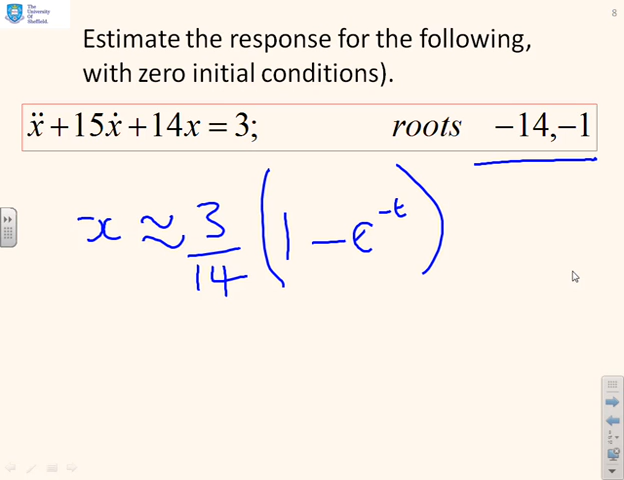 The
University
Of
Sheffield.
8
Estimate the response for the following,
with zero initial conditions).
ẍ + 15ẋ + 14x = 3; roots −14,−1
x ≈ 3/14 (1 − e^−t)